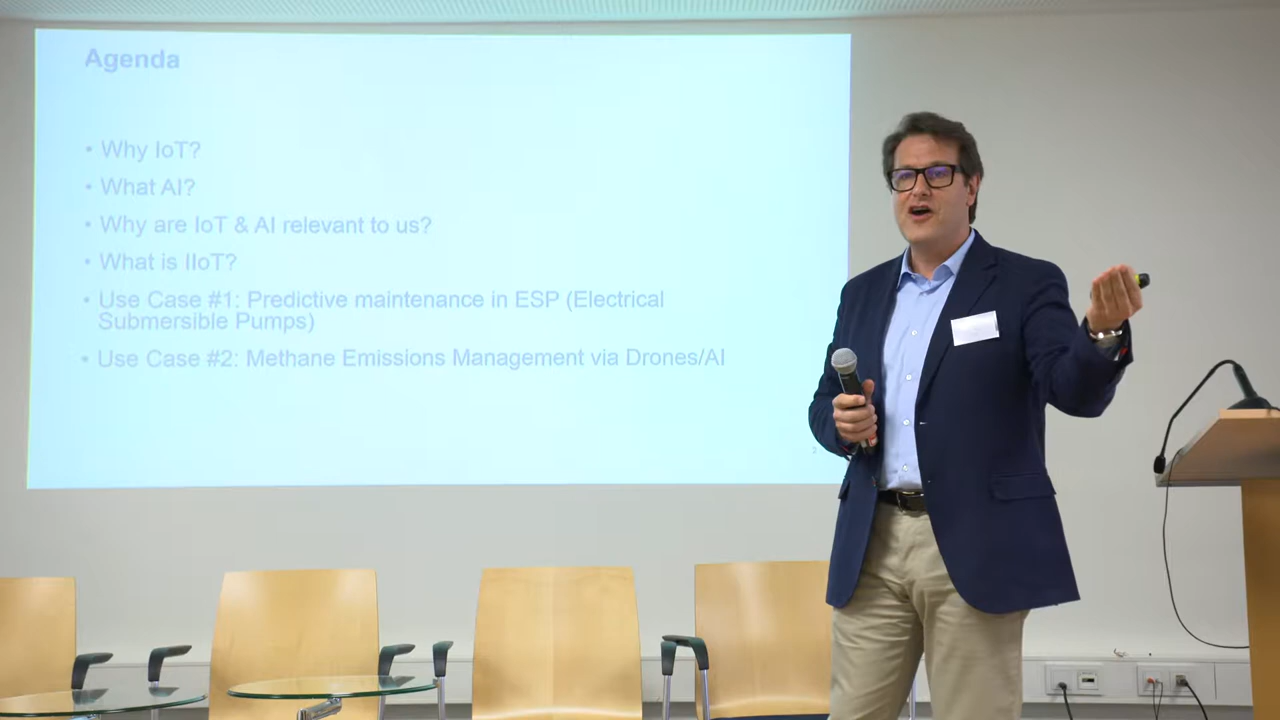 Agenda
• Why IoT?
• What AI?
• Why are IoT & AI relevant to us?
• What is IIoT?
• Use Case #1: Predictive maintenance in ESP (Electrical
Submersible Pumps)
• Use Case #2: Methane Emissions Management via Drones/AI
2